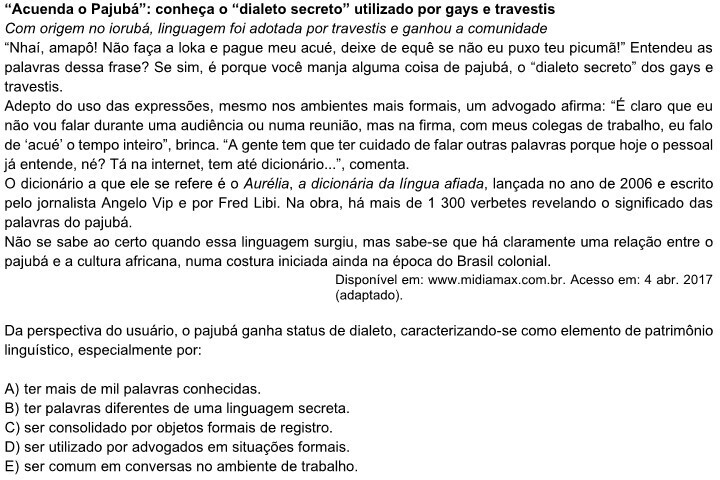 “Acuenda o Pajubá”: conheça o “dialeto secreto” utilizado por gays e travestis
Com origem no iorubá, linguagem foi adotada por travestis e ganhou a comunidade
“Nhaí, amapô! Não faça a loka e pague meu acué, deixe de equê se não eu puxo teu picumã!” Entendeu as
palavras dessa frase? Se sim, é porque você manja alguma coisa de pajubá, o “dialeto secreto” dos gays e
travestis.
Adepto do uso das expressões, mesmo nos ambientes mais formais, um advogado afirma: “É claro que eu
não vou falar durante uma audiência ou numa reunião, mas na firma, com meus colegas de trabalho, eu falo
de ‘acué’ o tempo inteiro”, brinca. “A gente tem que ter cuidado de falar outras palavras porque hoje o pessoal
já entende, né? Tá na internet, tem até dicionário...”, comenta.
O dicionário a que ele se refere é o Aurélia, a dicionária da língua afiada, lançada no ano de 2006 e escrito
pelo jornalista Angelo Vip e por Fred Libi. Na obra, há mais de 1 300 verbetes revelando o significado das
palavras do pajubá.
Não se sabe ao certo quando essa linguagem surgiu, mas sabe-se que há claramente uma relação entre o
pajubá e a cultura africana, numa costura iniciada ainda na época do Brasil colonial.
Disponível em: www.midiamax.com.br. Acesso em: 4 abr. 2017
(adaptado).
Da perspectiva do usuário, o pajubá ganha status de dialeto, caracterizando-se como elemento de patrimônio
linguístico, especialmente por:
A) ter mais de mil palavras conhecidas.
B) ter palavras diferentes de uma linguagem secreta.
C) ser consolidado por objetos formais de registro.
D) ser utilizado por advogados em situações formais.
E) ser comum em conversas no ambiente de trabalho.